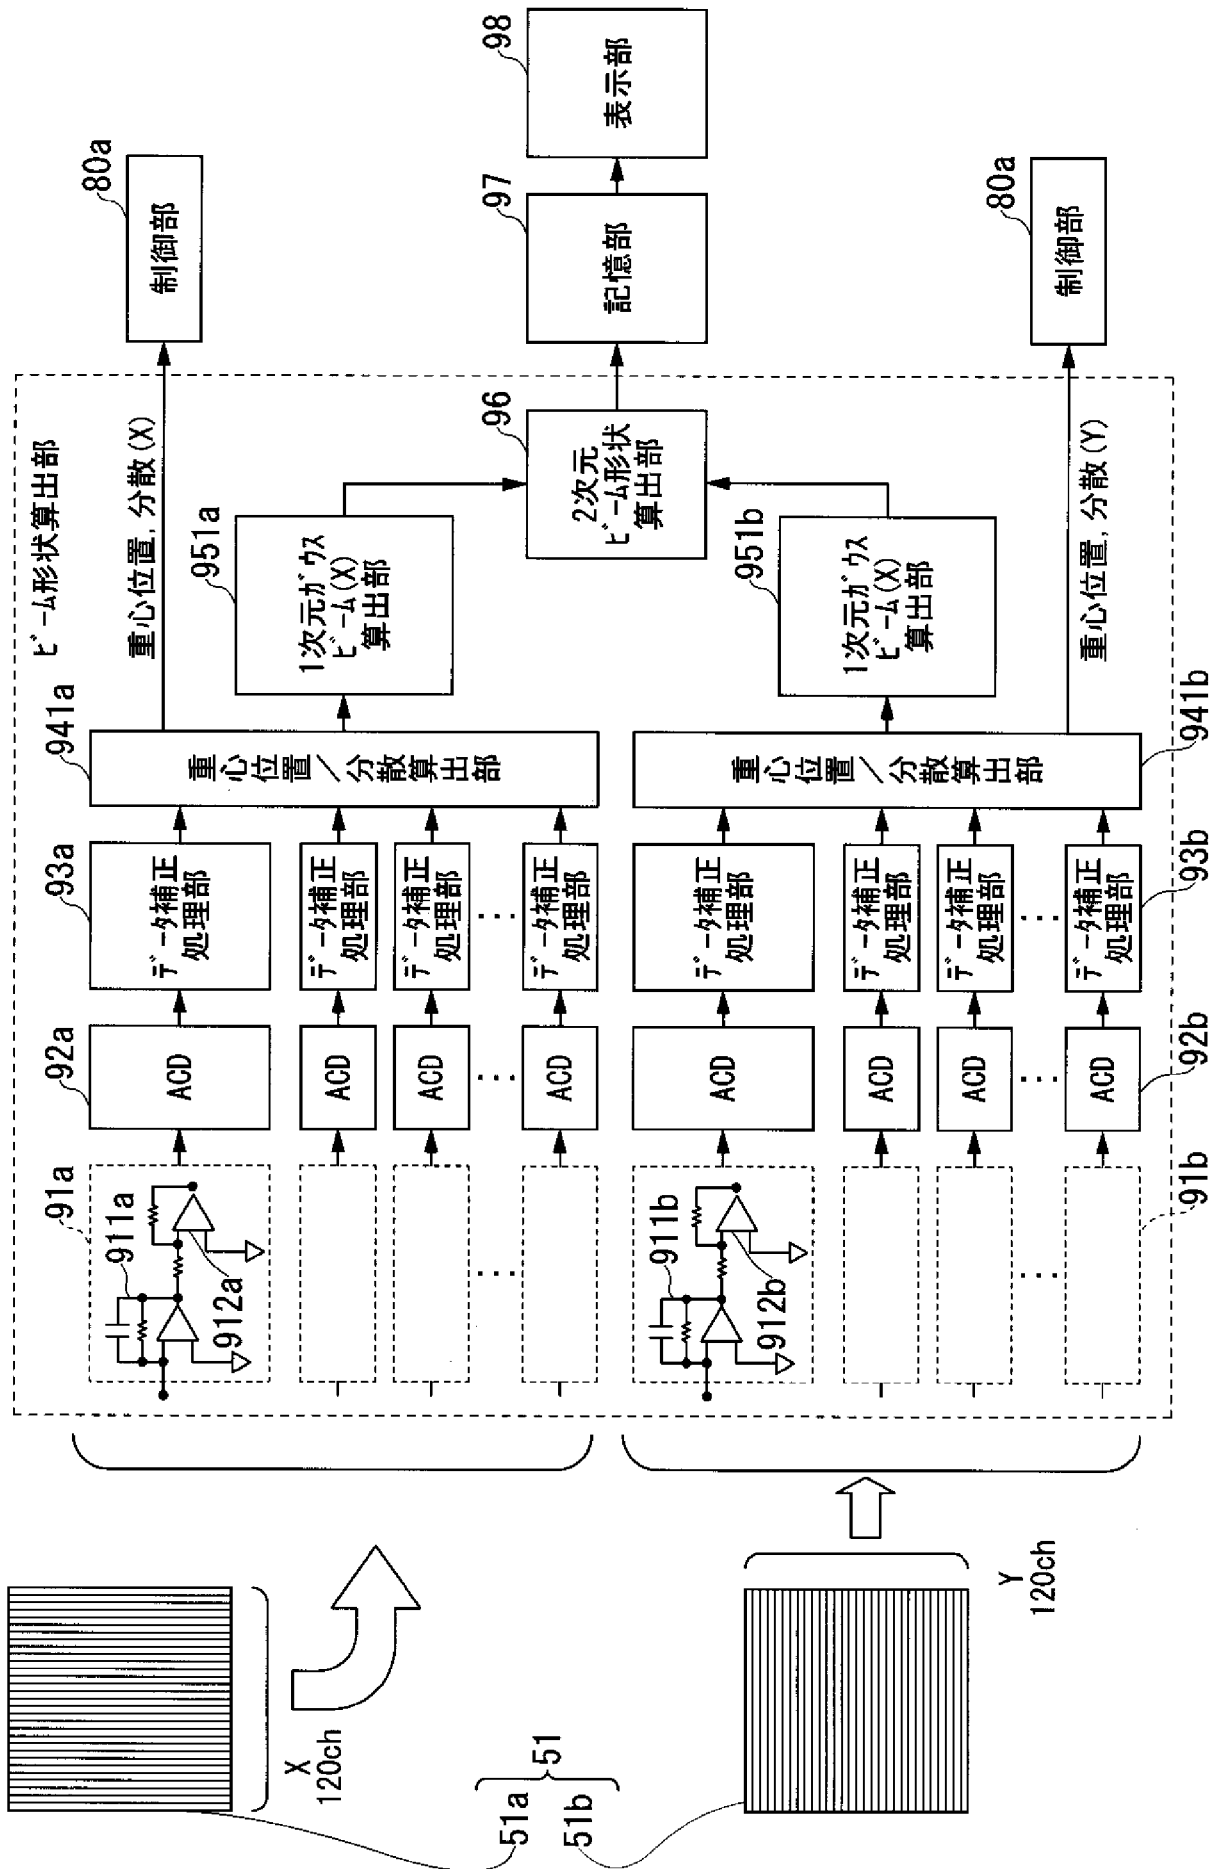 51a
51b
51
X
120ch
Y
120ch
ビーム形状算出部
91a
911a
912a
92a
ACD
ACD
ACD
ACD
93a
データ補正
処理部
データ補正
処理部
データ補正
処理部
データ補正
処理部
941a
重心位置／分散算出部
重心位置,分散(X)
80a
制御部
951a
1次元ガウス
ビーム(X)
算出部
96
2次元
ビーム形状
算出部
97
記憶部
98
表示部
911b
912b
91b
ACD
ACD
ACD
ACD
92b
データ補正
処理部
データ補正
処理部
データ補正
処理部
データ補正
処理部
93b
重心位置／分散算出部
941b
951b
1次元ガウス
ビーム(X)
算出部
重心位置,分散(Y)
80a
制御部